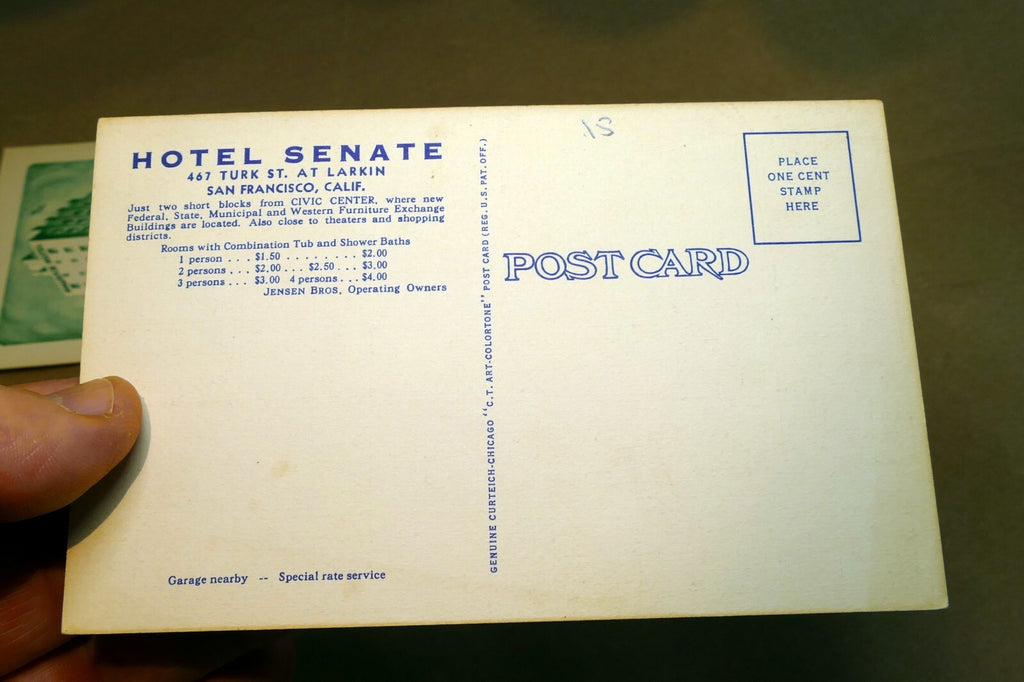 HOTEL SENATE
467 TURK ST. AT LARKIN
SAN FRANCISCO, CALIF.
Just two short blocks from CIVIC CENTER, where new
Federal, State, Municipal and Western Furniture Exchange
Buildings are located. Also close to theaters and shopping
districts.
Rooms with Combination Tub and Shower Baths
1 person . . . $1.50 . . . . . . . . $2.00
2 persons . . . $2.00 . . . $2.50 . . . $3.00
3 persons . . . $3.00 4 persons . . . $4.00
JENSEN BROS, Operating Owners
Garage nearby -- Special rate service
GENUINE CURTEICH-CHICAGO "C.T. ART-COLORTONE" POST CARD (REG. U.S. PAT. OFF.)
POST CARD
PLACE
ONE CENT
STAMP
HERE